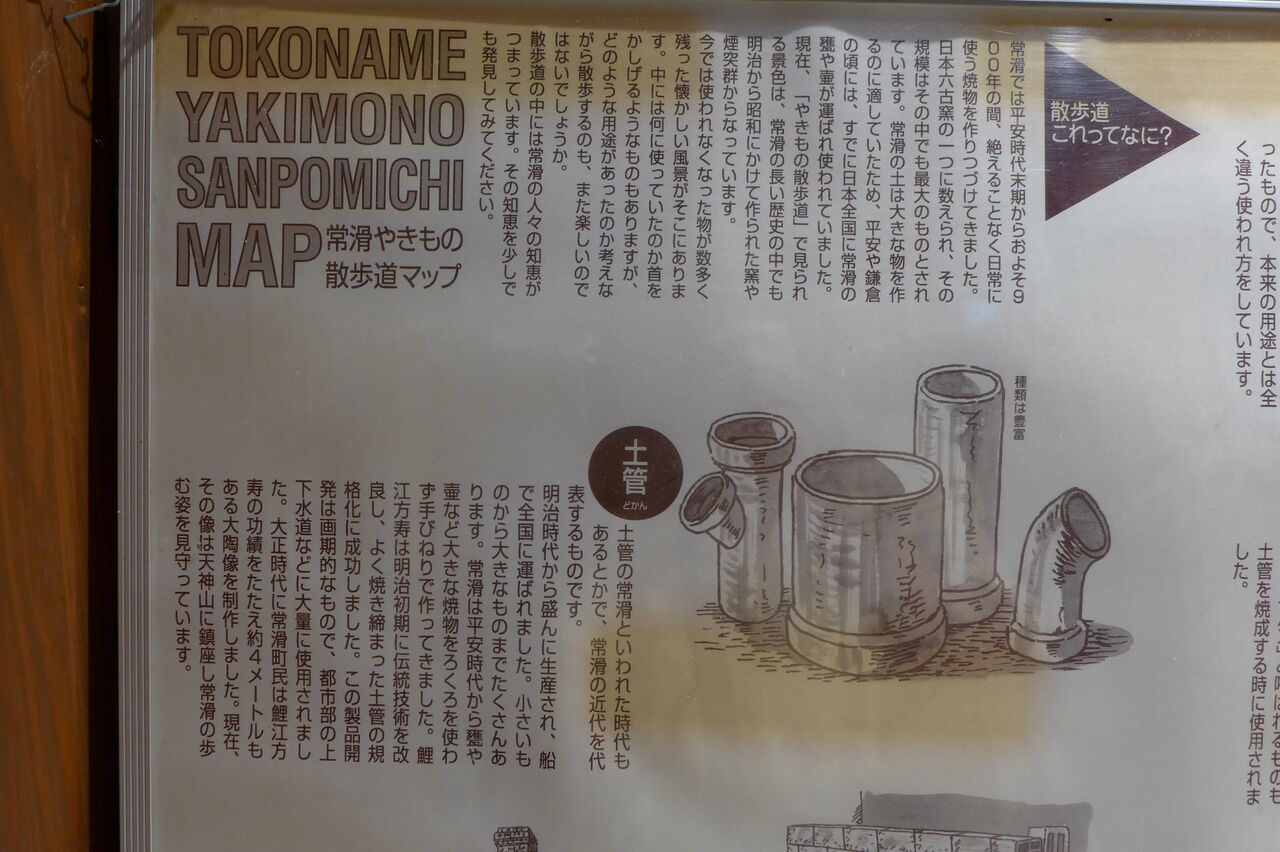 TOKONAME
YAKIMONO
SANPOMICHI
MAP
常滑やきもの
散歩道マップ
散歩道
これってなに?
常滑では平安時代末期からおよそ9
00年の間、絶えることなく日常に
使う焼物を作りつづけてきました。
日本六古窯の一つに数えられ、その
規模はその中でも最大のものとされ
ています。常滑の土は大きな物を作
るのに適していたため、平安や鎌倉
の頃には、すでに日本全国に常滑の
甕や壷が運ばれ使われていました。
現在、「やきもの散歩道」で見られ
る景色は、常滑の長い歴史の中でも
明治から昭和にかけて作られた窯や
煙突群からなっています。
今では使われなくなった物が数多く
残った懐かしい風景がそこにありま
す。中には何に使っていたのか首を
かしげるようなものもありますが、
どのような用途があったのか考えな
がら散歩するのも、また楽しいので
はないでしょうか。
散歩道の中には常滑の人々の知恵が
つまっています。その知恵を少しで
も発見してみてください。
ったもので、本来の用途とは全
く違う使われ方をしています。
種類は豊富
土管
どかん
土管の常滑といわれた時代も
あるとかで、常滑の近代を代
表するものです。
明治時代から盛んに生産され、船
で全国に運ばれました。小さいも
のから大きなものまでたくさんあ
ります。常滑は平安時代から甕や
壷など大きな焼物をろくろを使わ
ず手びねりで作ってきました。鯉
江方寿は明治初期に伝統技術を改
良し、よく焼き締まった土管の規
格化に成功しました。この製品開
発は画期的なもので、都市部の上
下水道などに大量に使用されまし
た。大正時代に常滑町民は鯉江方
寿の功績をたたえ約4メートルも
ある大陶像を制作しました。現在、
その像は天神山に鎮座し常滑の歩
む姿を見守っています。
土管を焼成する時に使用されま
した。